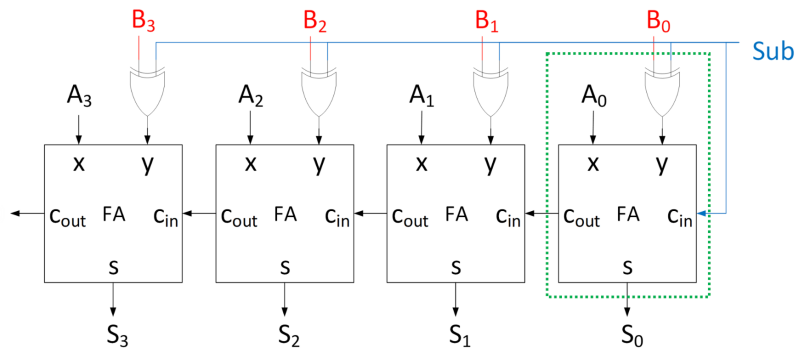 B₃ B₂ B₁ B₀
Sub
A₃ A₂ A₁ A₀
x y x y x y x y
cout FA cin cout FA cin cout FA cin cout FA cin
s s s s
S₃ S₂ S₁ S₀